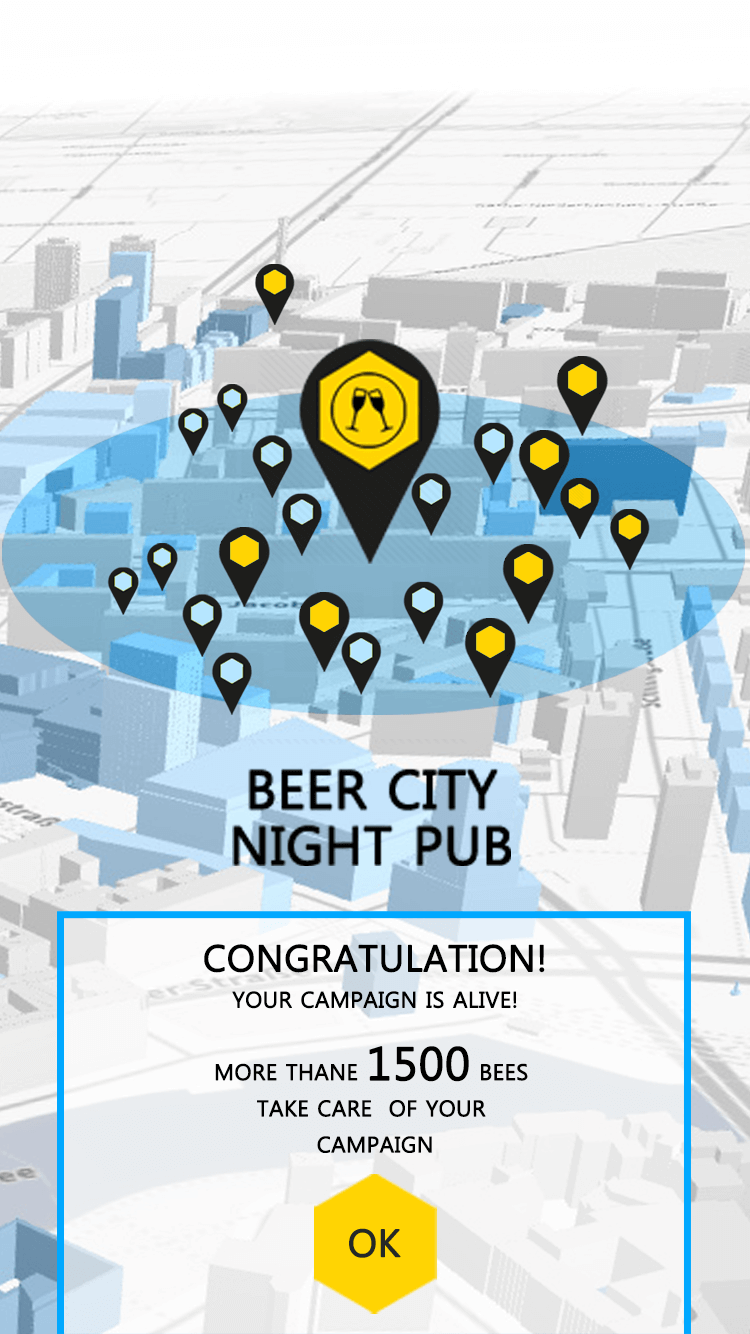 Jacob
BEER CITY
NIGHT PUB
CONGRATULATION!
YOUR CAMPAIGN IS ALIVE!
MORE THANE 1500 BEES
TAKE CARE OF YOUR
CAMPAIGN
OK